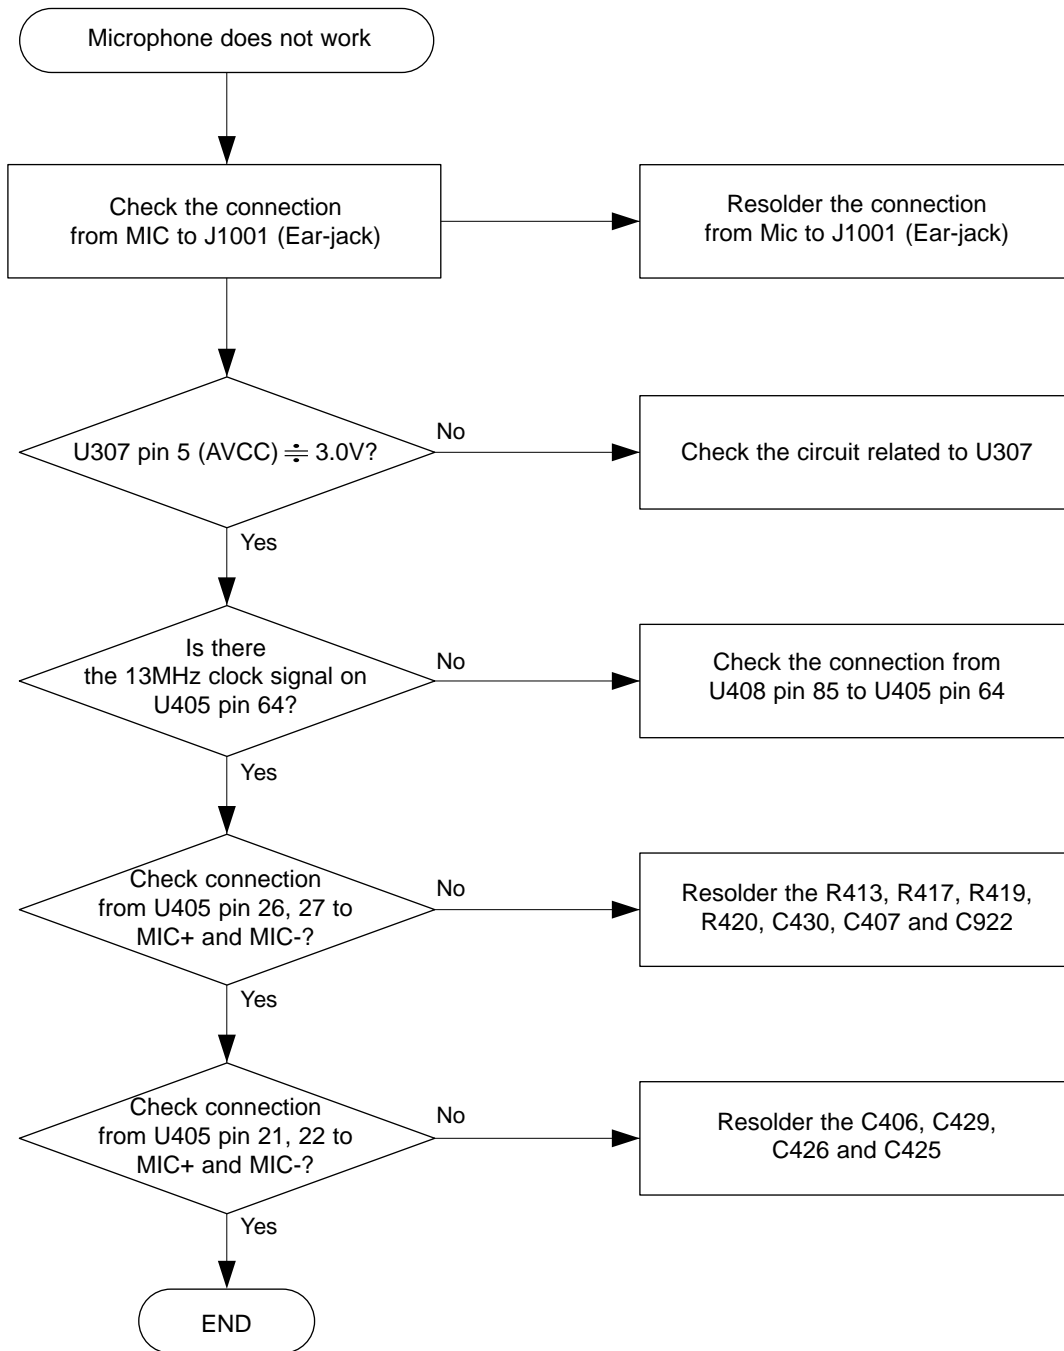 Microphone does not work
Check the connection
from MIC to J1001 (Ear-jack)
Resolder the connection
from Mic to J1001 (Ear-jack)
U307 pin 5 (AVCC) ≑ 3.0V?
No
Check the circuit related to U307
Yes
Is there
the 13MHz clock signal on
U405 pin 64?
No
Check the connection from
U408 pin 85 to U405 pin 64
Yes
Check connection
from U405 pin 26, 27 to
MIC+ and MIC-?
No
Resolder the R413, R417, R419,
R420, C430, C407 and C922
Yes
Check connection
from U405 pin 21, 22 to
MIC+ and MIC-?
No
Resolder the C406, C429,
C426 and C425
Yes
END